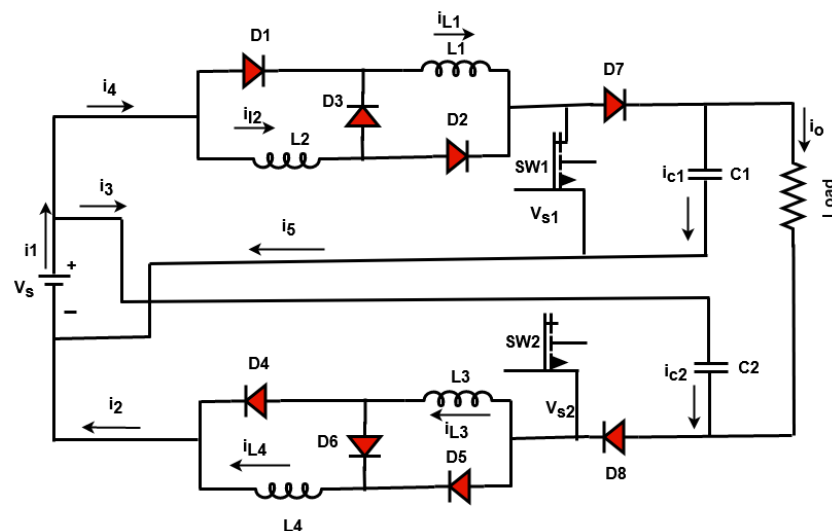 iL1
D1
L1
D7
i4
D3
D2
il2
L2
io
SW1
ic1
C1
Load
i3
Vs1
i5
i1
+
Vs
−
SW2
D4
L3
ic2
C2
i2
Vs2
iL3
D6
iL4
D5
D8
L4